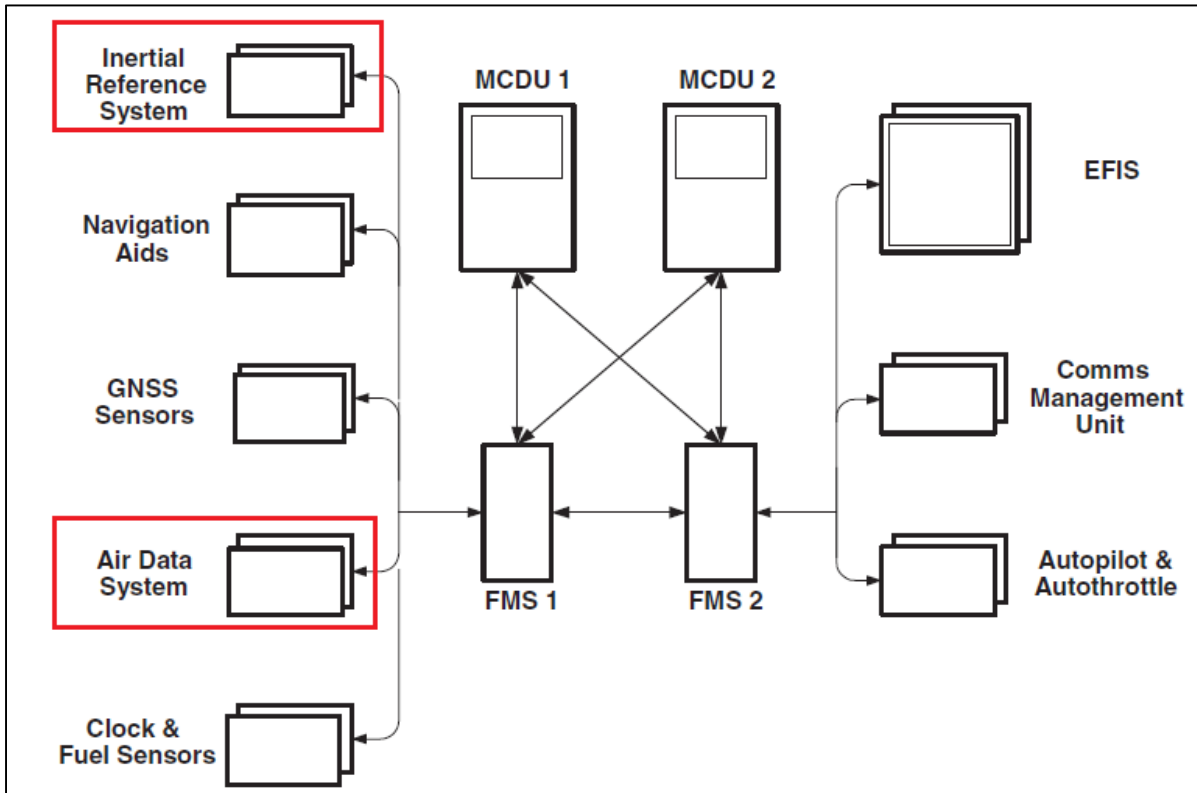 Inertial
Reference
System
Navigation
Aids
GNSS
Sensors
Air Data
System
Clock &
Fuel Sensors
MCDU 1
MCDU 2
FMS 1
FMS 2
EFIS
Comms
Management
Unit
Autopilot &
Autothrottle